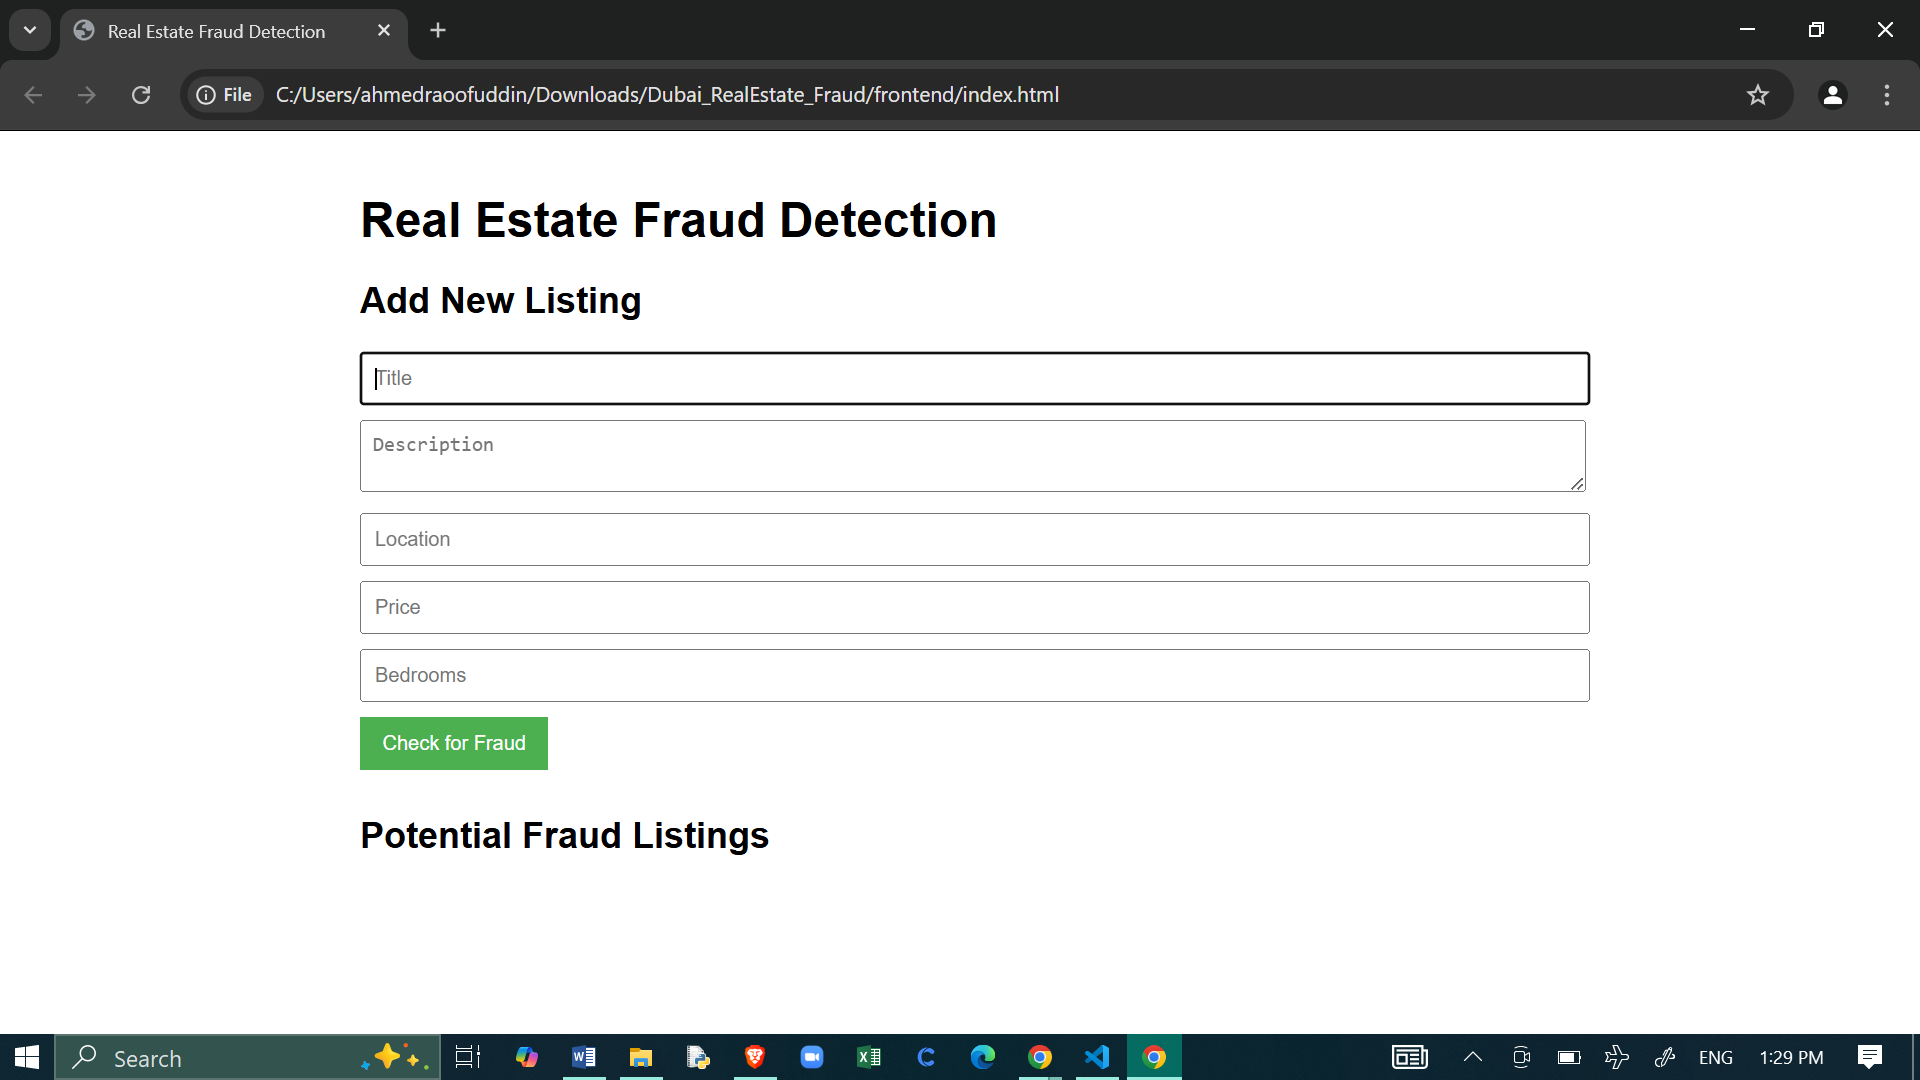 Real Estate Fraud Detection
File C:/Users/ahmedraoofuddin/Downloads/Dubai_RealEstate_Fraud/frontend/index.html
Real Estate Fraud Detection
Add New Listing
Title
Description
Location
Price
Bedrooms
Check for Fraud
Potential Fraud Listings
Search
ENG 1:29 PM